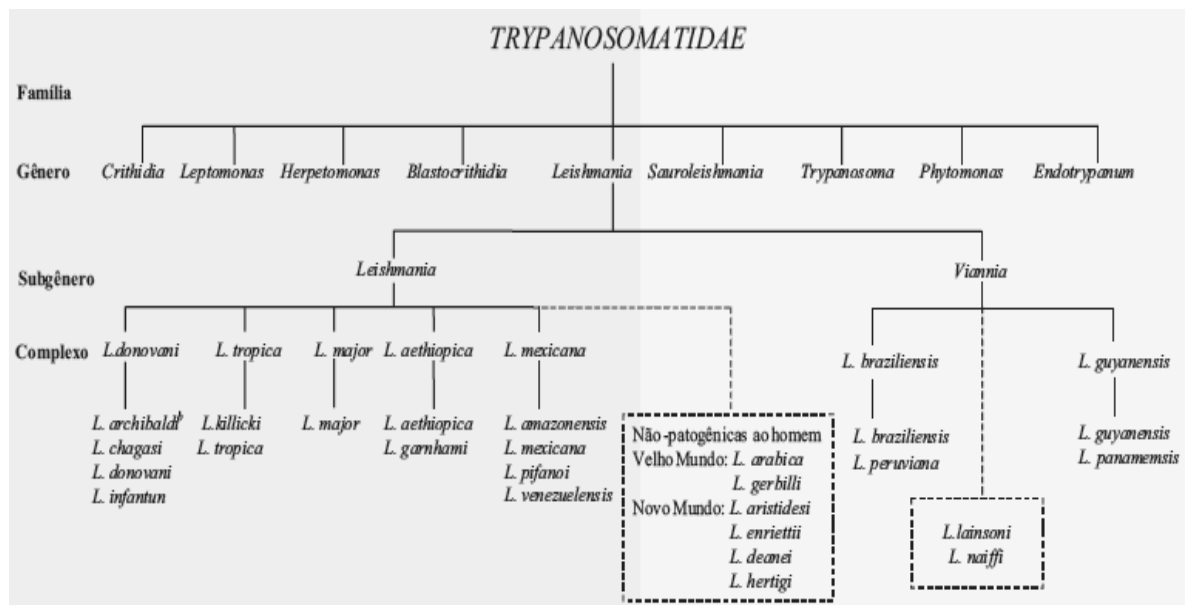 TRYPANOSOMATIDAE
Família
Gênero Crithidia Leptomonas Herpetomonas Blastocrithidia Leishmania Sauroleishmania Trypanosoma Phytomonas Endotrypanum
Subgênero Leishmania Viannia
Complexo L.donovani L. tropica L. major L. aethiopica L. mexicana
L. braziliensis L. guyanensis
L. archibaldi L.killicki L. major L. aethiopica L. amazonensis
L. chagasi L. tropica L. garnhami L. mexicana
L. donovani L. pifanoi
L. infantun L. venezuelensis
Não-patogênicas ao homem
Velho Mundo: L. arabica
L. gerbilli
Novo Mundo: L. aristidesi
L. enriettii
L. deanei
L. hertigi
L. braziliensis L. guyanensis
L. peruviana L. panamemsis
L.lainsoni
L. naiffi